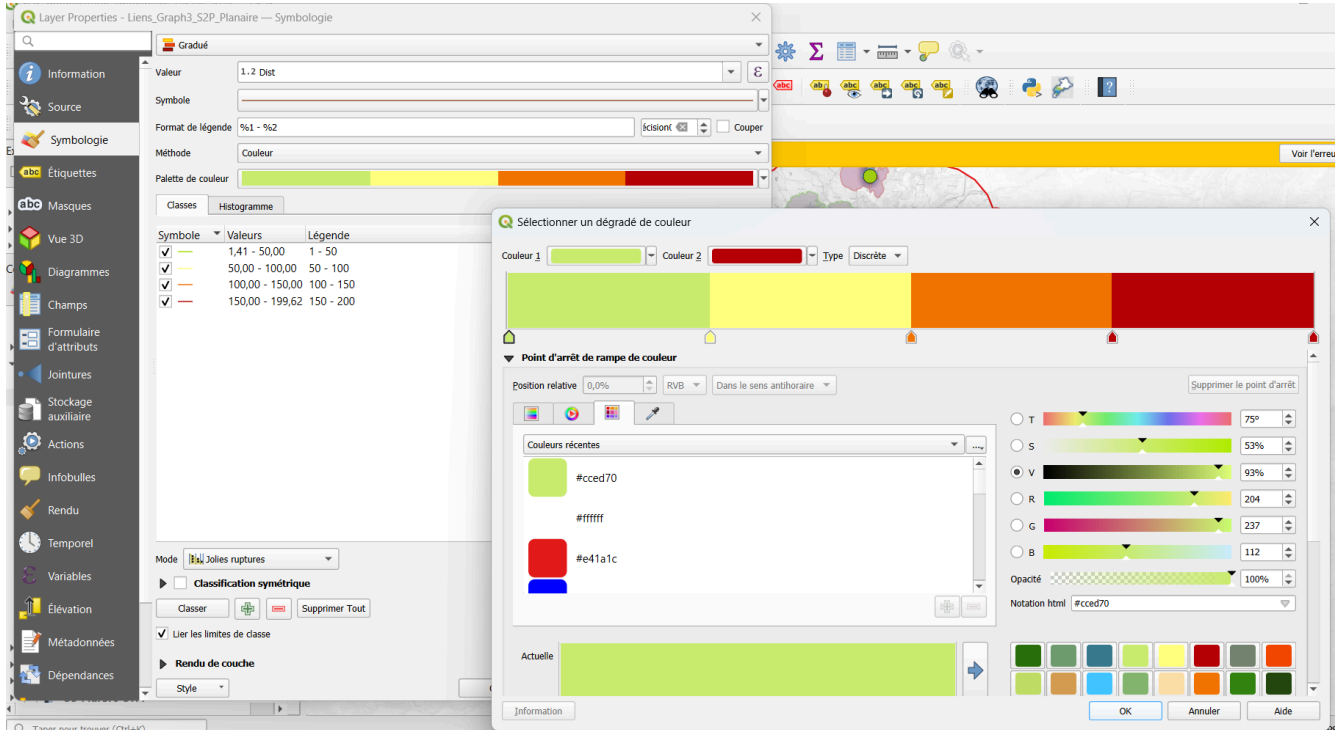 Layer Properties - Liens_Graph3_S2P_Planaire — Symbologie
Information
Source
Symbologie
Étiquettes
Masques
Vue 3D
Diagrammes
Champs
Formulaire
d'attributs
Jointures
Stockage
auxiliaire
Actions
Infobulles
Rendu
Temporel
Variables
Élévation
Métadonnées
Dépendances
Gradué
Valeur 1.2 Dist ε
Symbole
Format de légende %1 - %2 Couper
Méthode Couleur
Palette de couleur
Classes Histogramme
Symbole Valeurs Légende
1,41 - 50,00 1 - 50
50,00 - 100,00 50 - 100
100,00 - 150,00 100 - 150
150,00 - 199,62 150 - 200
Mode Jolies ruptures
Classification symétrique
Classer Supprimer Tout
Lier les limites de classe
Rendu de couche
Style
Taper pour trouver (Ctrl+K)
Voir l'erreu
Sélectionner un dégradé de couleur
Couleur 1 Couleur 2 Type Discrète
Point d'arrêt de rampe de couleur
Position relative 0,0% RVB Dans le sens antihoraire Supprimer le point d'arrêt
Couleurs récentes ...
#cced70
#ffffff
#e41a1c
T 75°
S 53%
V 93%
R 204
G 237
B 112
Opacité 100%
Notation html #cced70
Actuelle
Information OK Annuler Aide